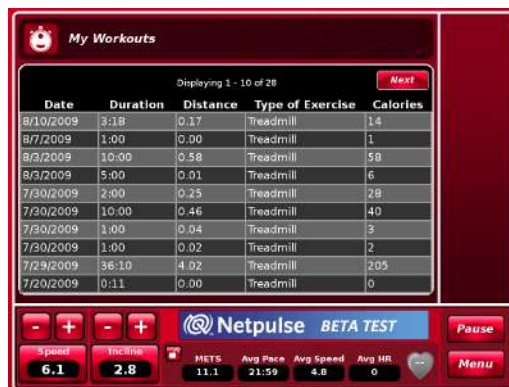 My Workouts
Displaying 1 - 10 of 28
Next
Date Duration Distance Type of Exercise Calories
8/10/2009 3:18 0.17 Treadmill 14
8/7/2009 1:00 0.00 Treadmill 1
8/3/2009 10:00 0.58 Treadmill 58
8/3/2009 5:00 0.01 Treadmill 6
7/30/2009 2:00 0.25 Treadmill 28
7/30/2009 10:00 0.46 Treadmill 40
7/30/2009 1:00 0.04 Treadmill 3
7/30/2009 1:00 0.02 Treadmill 2
7/29/2009 36:10 4.02 Treadmill 205
7/20/2009 0:11 0.00 Treadmill 0
- + - + Netpulse BETA TEST Pause
Speed Incline METS Avg Pace Avg Speed Avg HR
6.1 2.8 11.1 21:59 4.8 0 -- Menu